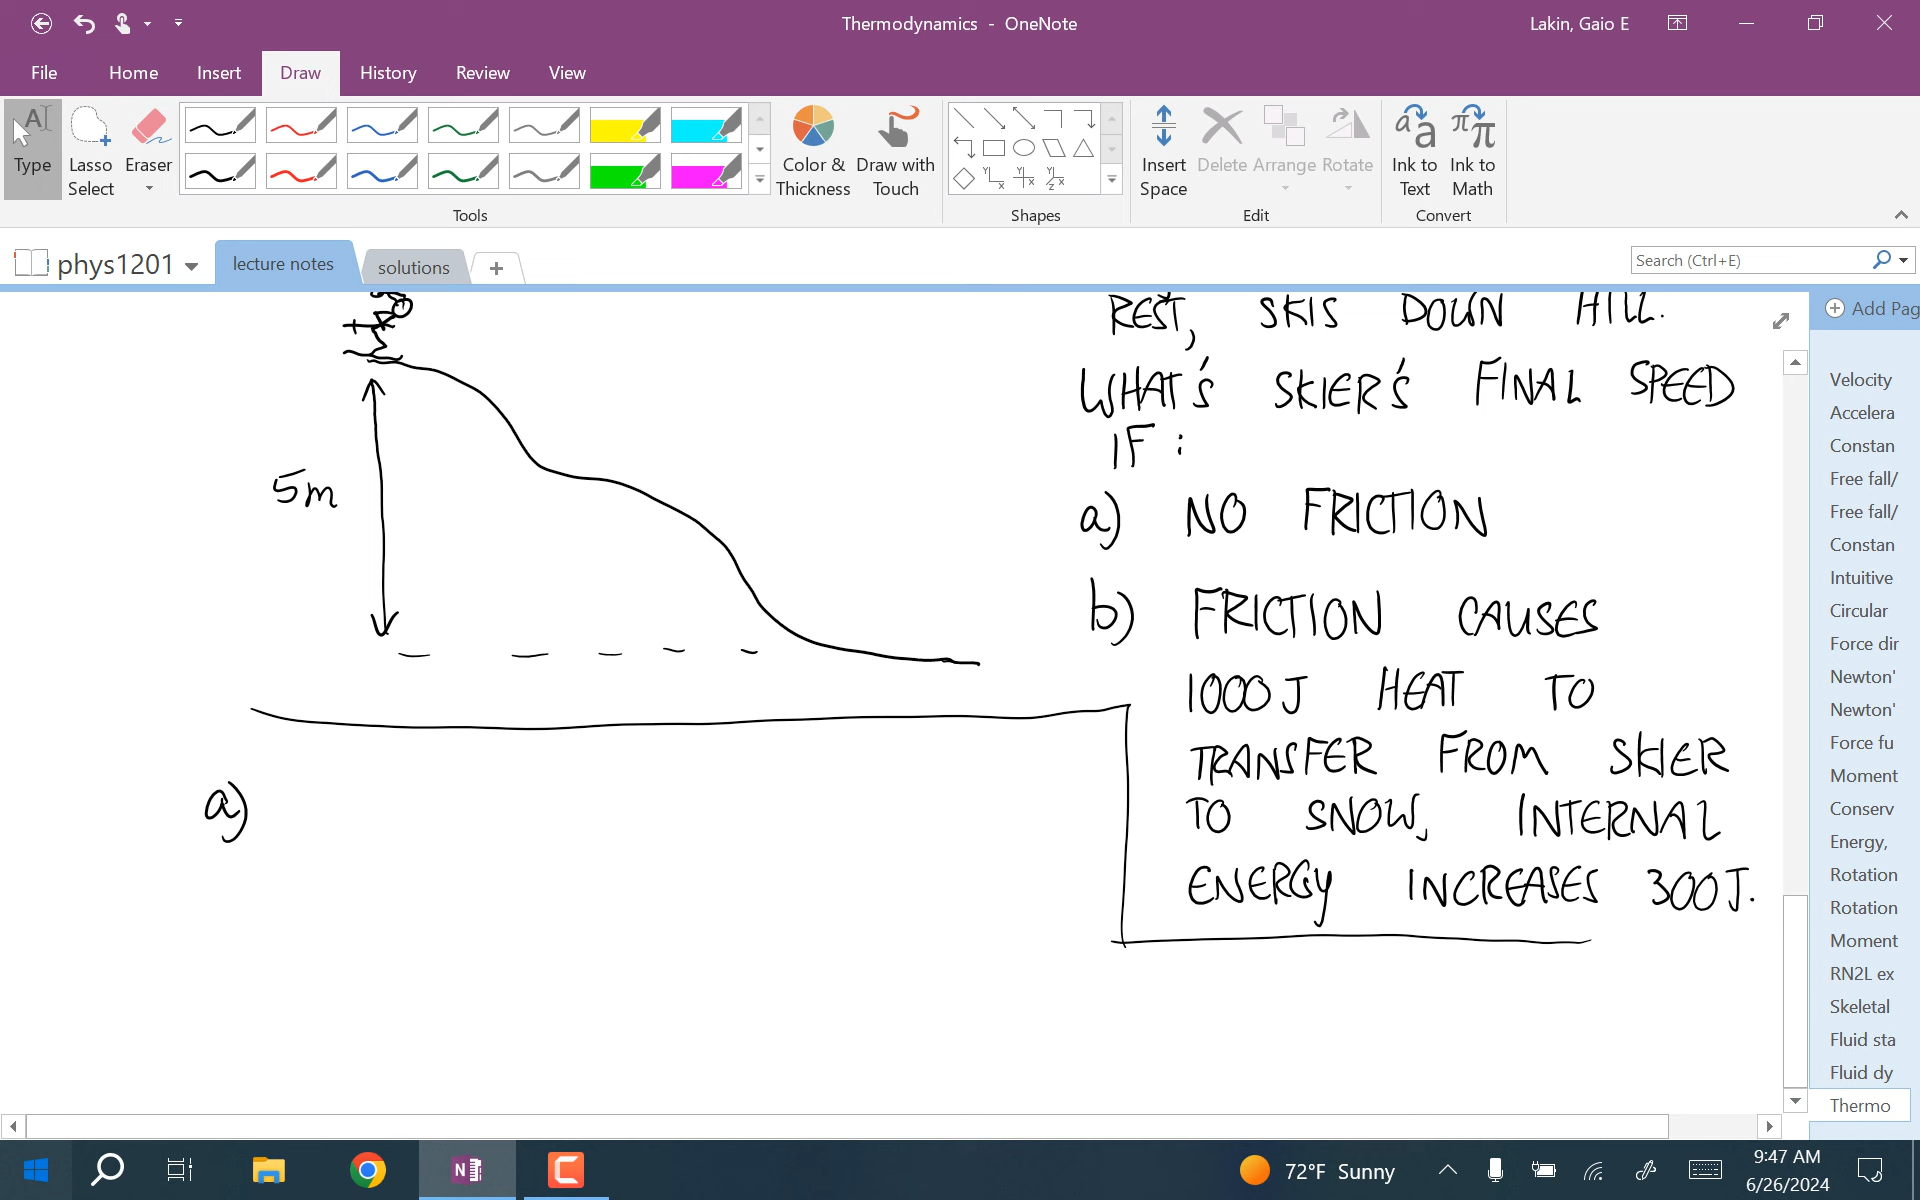 Thermodynamics - OneNote
Lakin, Gaio E
File Home Insert Draw History Review View
Type
Lasso Select
Eraser
Color & Thickness
Draw with Touch
Insert Space
Delete
Arrange
Rotate
Ink to Text
Ink to Math
Tools
Shapes
Edit
Convert
phys1201
lecture notes
solutions
Search (Ctrl+E)
REST, SKIS DOWN HILL.
WHAT'S SKIER'S FINAL SPEED
IF :
a) NO FRICTION
b) FRICTION CAUSES
1000J HEAT TO
TRANSFER FROM SKIER
TO SNOW, INTERNAL
ENERGY INCREASES 300J.
5m
a)
Add Pag
Velocity
Accelera
Constan
Free fall/
Free fall/
Constan
Intuitive
Circular
Force dir
Newton'
Newton'
Force fu
Moment
Conserv
Energy,
Rotation
Rotation
Moment
RN2L ex
Skeletal
Fluid sta
Fluid dy
Thermo
72°F Sunny
9:47 AM
6/26/2024